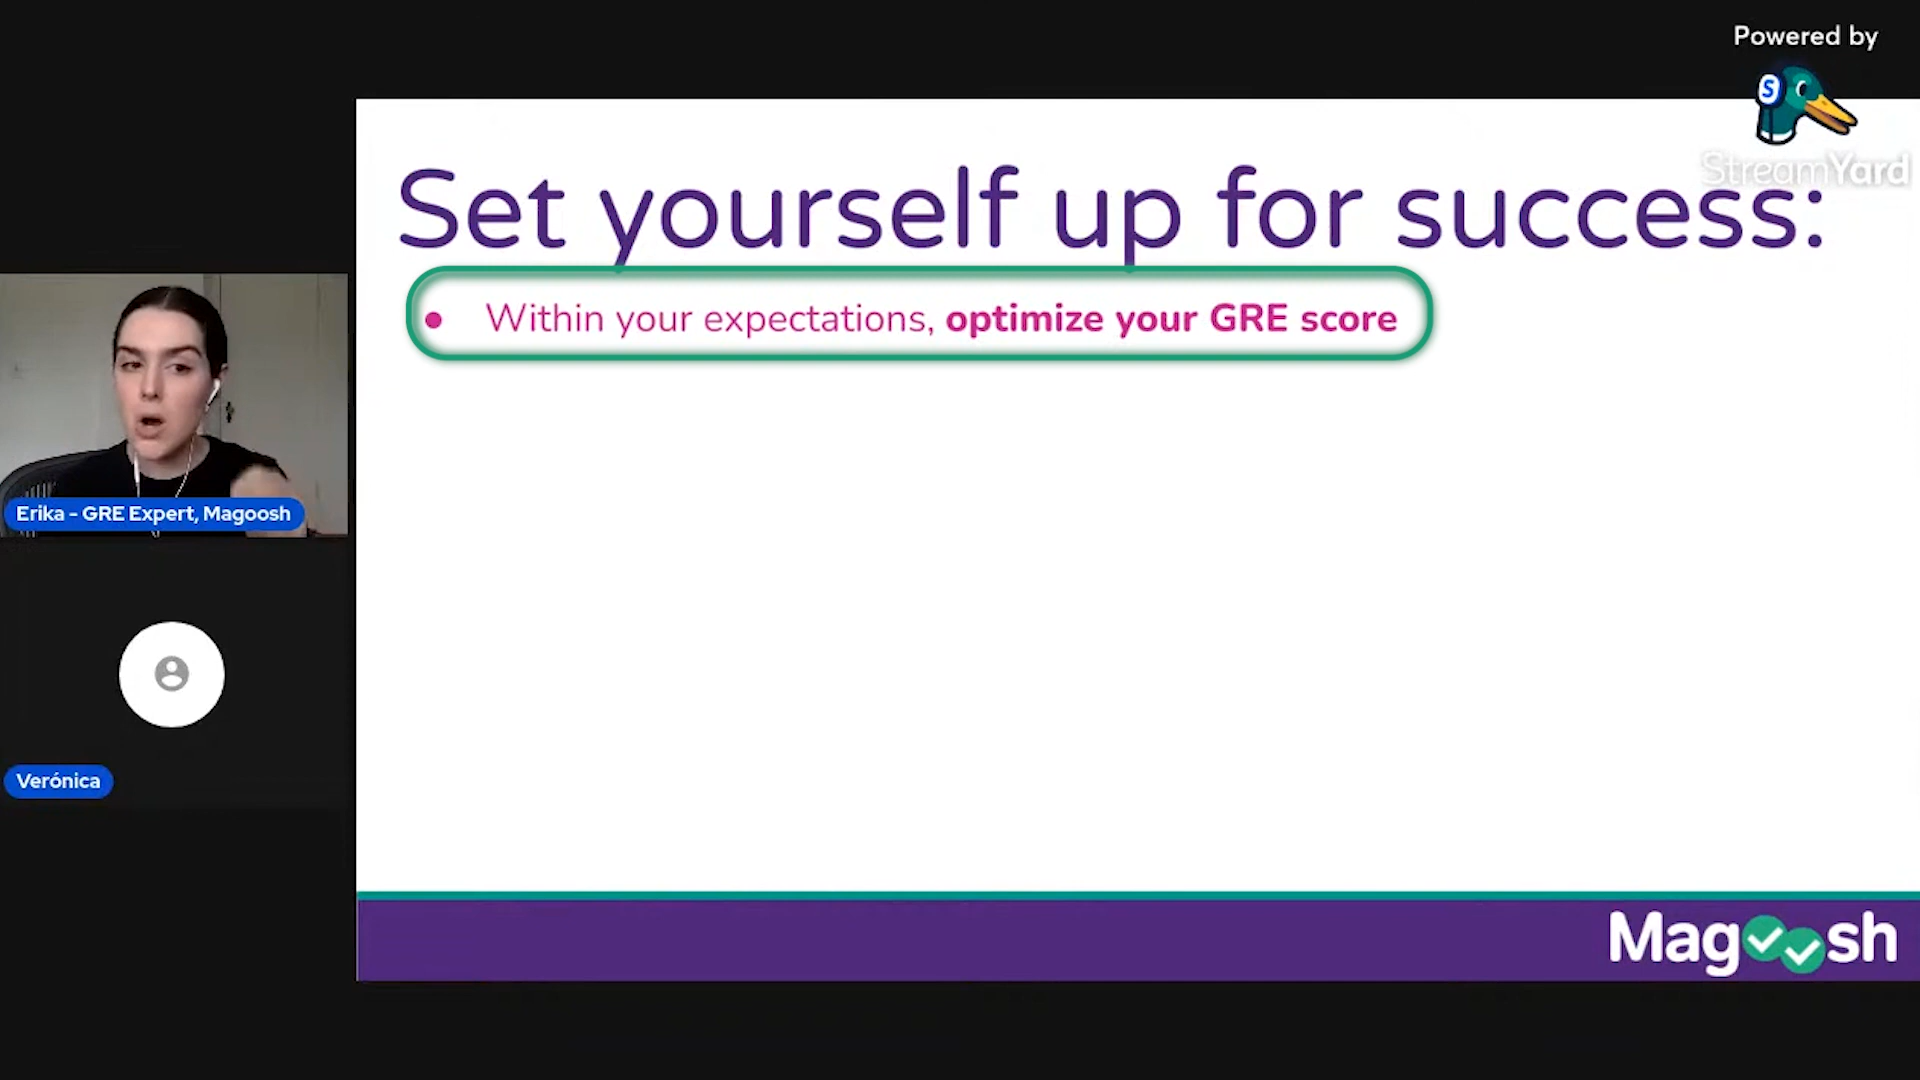 Powered by
S
StreamYard
Set yourself up for success:
• Within your expectations, optimize your GRE score
Erika - GRE Expert, Magoosh
Verónica
Magoosh